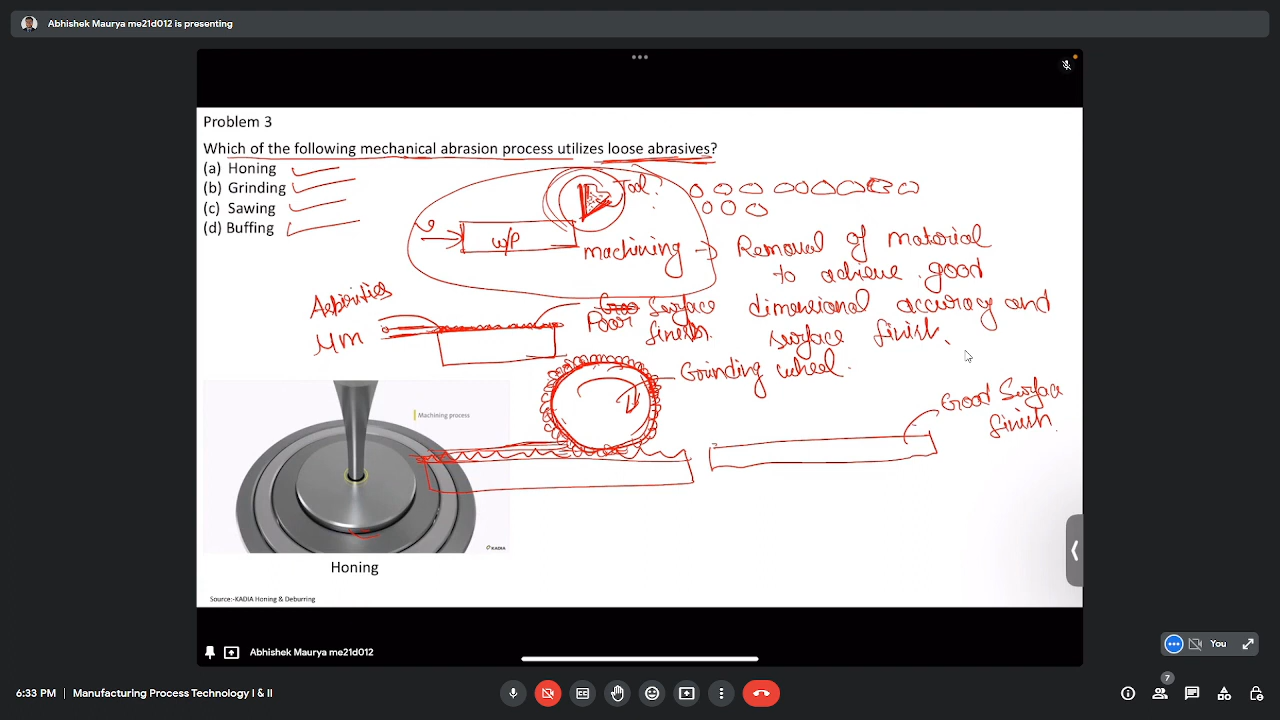 Abhishek Maurya me21d012 is presenting
Problem 3
Which of the following mechanical abrasion process utilizes loose abrasives?
(a) Honing
(b) Grinding
(c) Sawing
(d) Buffing
Tool
w/p
machining → Removal of material
to achieve good
dimensional accuracy and
surface finish.
Poor Surface
finish.
Grinding wheel.
Good Surface
finish.
Machining process
KADIA
Honing
Source:-KADIA Honing & Deburring
Abhishek Maurya me21d012
You
6:33 PM | Manufacturing Process Technology I & II
7